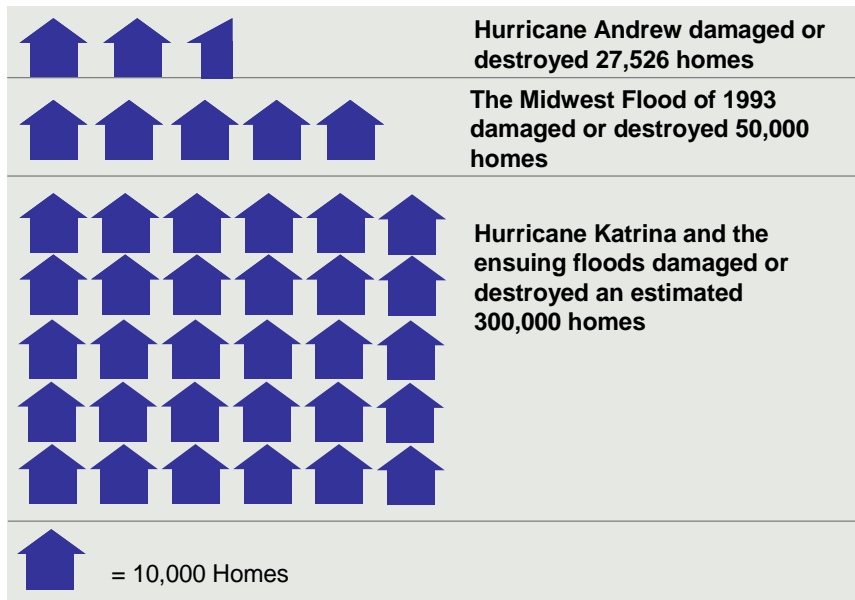 Hurricane Andrew damaged or
destroyed 27,526 homes
The Midwest Flood of 1993
damaged or destroyed 50,000
homes
Hurricane Katrina and the
ensuing floods damaged or
destroyed an estimated
300,000 homes
= 10,000 Homes